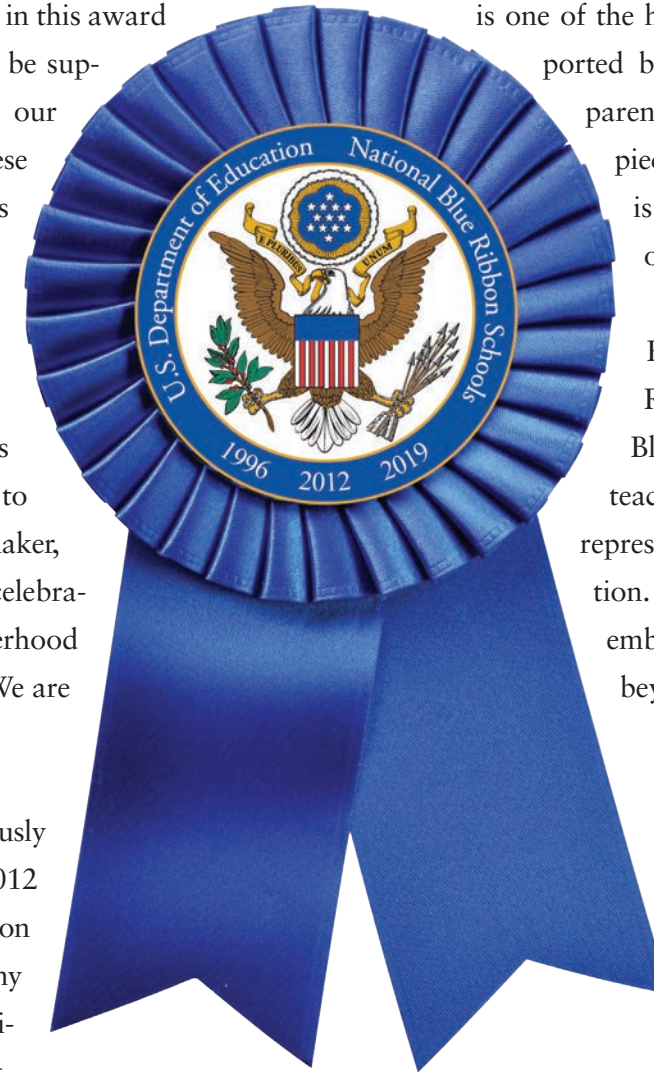 in this award
be sup-
our
ese
s
s
to
naker,
celebra-
erhood
We are
usly
012
on
ny
i-
U.S. Department of Education National Blue Ribbon Schools
E PLURIBUS UNUM
1996 2012 2019
is one of the h
ported b
paren
piec
is
o
R
Bl
teac
repres
tion.
emb
bey